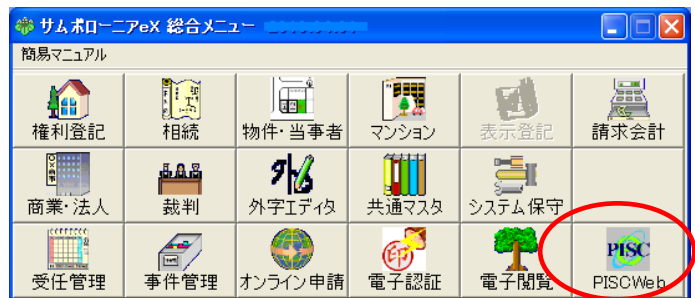 サムポローニアeX 総合メニュー
簡易マニュアル
権利登記 相続 物件・当事者 マンション 表示登記 請求会計
商業・法人 裁判 外字エディタ 共通マスタ システム保守
PISC
受任管理 事件管理 オンライン申請 電子認証 電子閲覧 PISCWeb